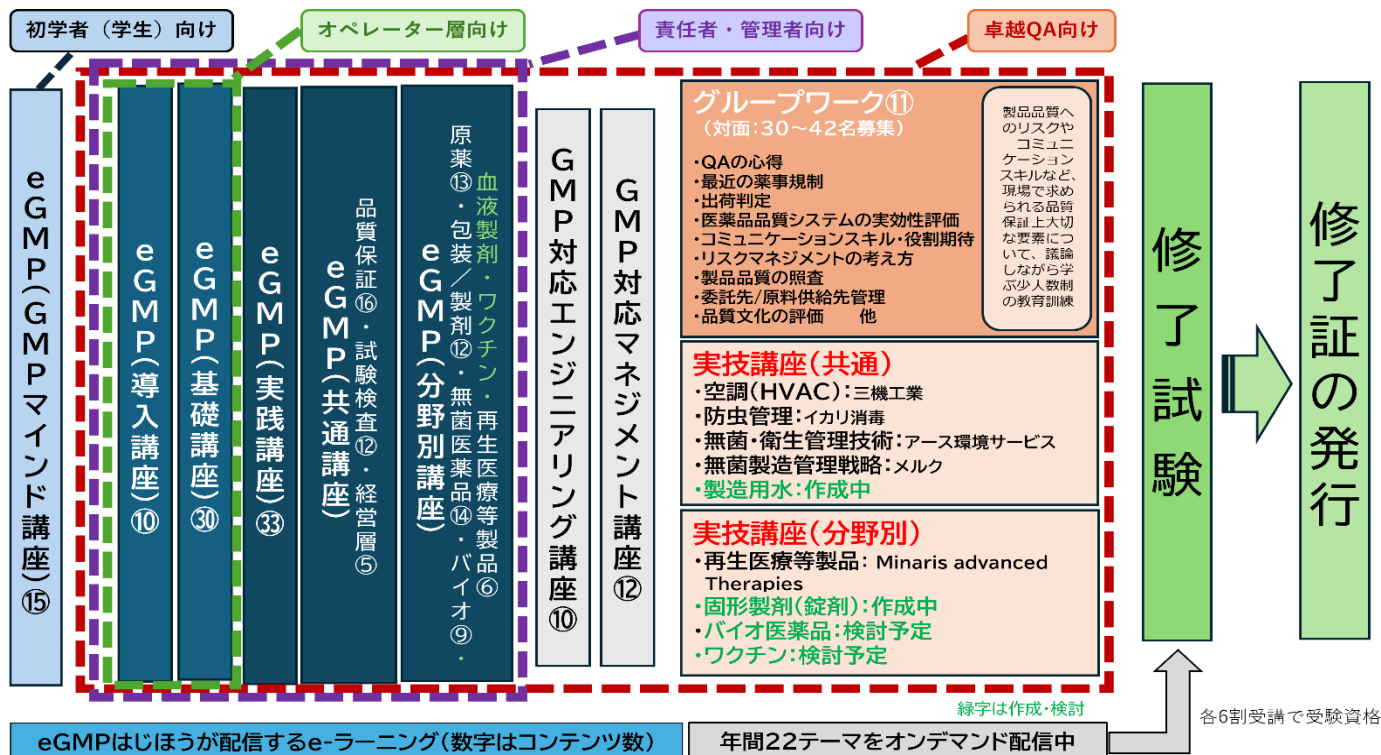 初学者（学生）向け
オペレーター層向け
責任者・管理者向け
卓越QA向け
eGMP(GMPマインド講座)⑮
eGMP(導入講座)⑩
eGMP(基礎講座)㉚
eGMP(実践講座)㉝
eGMP(共通講座)
品質保証⑯・試験検査⑫・経営層⑤
eGMP(分野別講座)
原薬⑬・包装／製剤⑫・無菌医薬品⑭・バイオ⑨・
血液製剤・ワクチン・再生医療等製品⑥
GMP対応エンジニアリング講座⑩
GMP対応マネジメント講座⑫
グループワーク⑪
（対面：30～42名募集）
・QAの心得
・最近の薬事規制
・出荷判定
・医薬品品質システムの実効性評価
・コミュニケーションスキル・役割期待
・リスクマネジメントの考え方
・製品品質の照査
・委託先/原料供給先管理
・品質文化の評価　他
製品品質へ
のリスクや
コミュニ
ケーション
スキルなど、
現場で求め
られる品質
保証上大切
な要素につ
いて、議論
しながら学
ぶ少人数制
の教育訓練
実技講座(共通)
・空調(HVAC)：三機工業
・防虫管理：イカリ消毒
・無菌・衛生管理技術：アース環境サービス
・無菌製造管理戦略：メルク
・製造用水：作成中
実技講座(分野別)
・再生医療等製品： Minaris advanced
Therapies
・固形製剤(錠剤)：作成中
・バイオ医薬品：検討予定
・ワクチン：検討予定
修了試験
修了証の発行
緑字は作成・検討
各6割受講で受験資格
eGMPはじほうが配信するe-ラーニング(数字はコンテンツ数)
年間22テーマをオンデマンド配信中